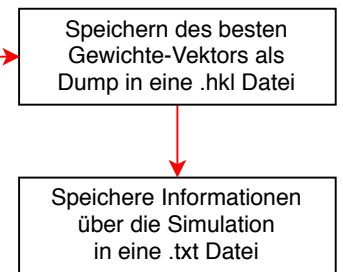 Speichern des besten
Gewichte-Vektors als
Dump in eine .hkl Datei
Speichere Informationen
über die Simulation
in eine .txt Datei